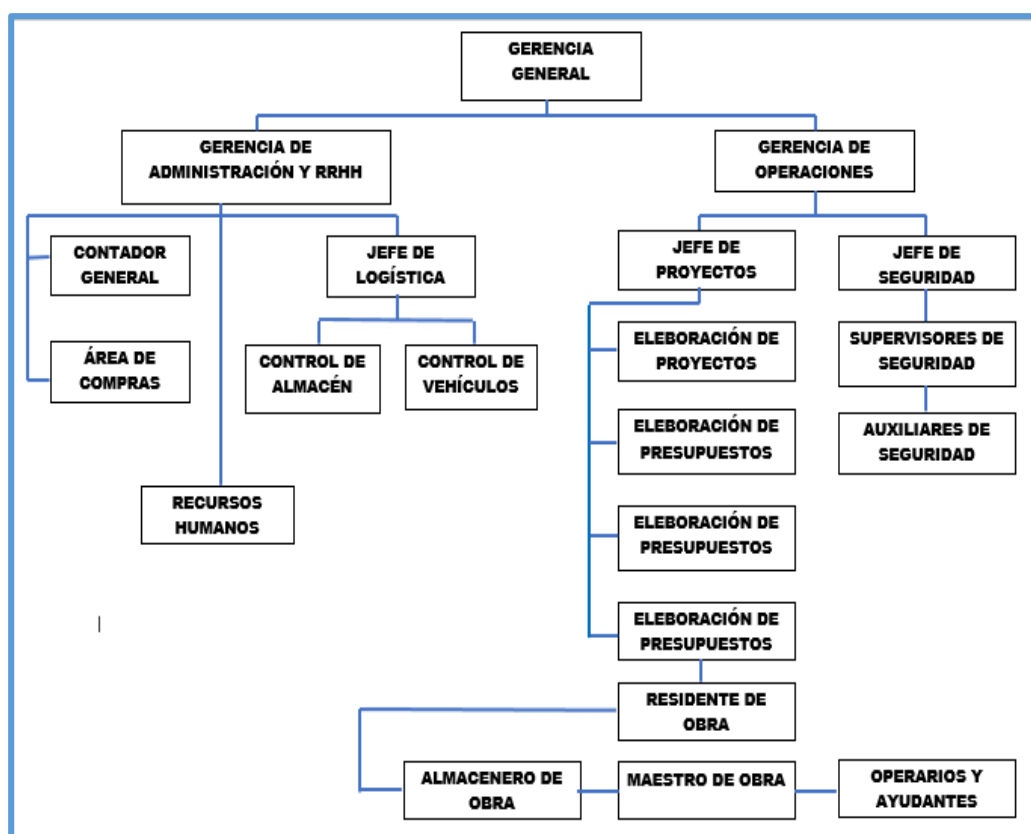 GERENCIA
GENERAL
GERENCIA DE
ADMINISTRACIÓN Y RRHH
GERENCIA DE
OPERACIONES
CONTADOR
GENERAL
JEFE DE
LOGÍSTICA
JEFE DE
PROYECTOS
JEFE DE
SEGURIDAD
ÁREA DE
COMPRAS
CONTROL DE
ALMACÉN
CONTROL DE
VEHÍCULOS
ELEBORACIÓN DE
PROYECTOS
SUPERVISORES DE
SEGURIDAD
ELEBORACIÓN DE
PRESUPUESTOS
AUXILIARES DE
SEGURIDAD
RECURSOS
HUMANOS
ELEBORACIÓN DE
PRESUPUESTOS
ELEBORACIÓN DE
PRESUPUESTOS
RESIDENTE DE
OBRA
ALMACENERO DE
OBRA
MAESTRO DE OBRA
OPERARIOS Y
AYUDANTES